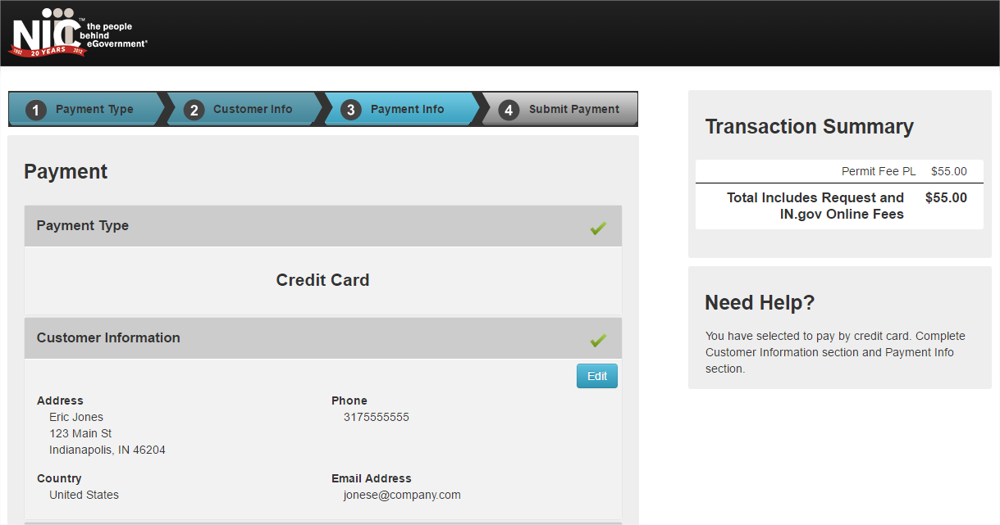 NIC™
the people
behind
eGovernment®
1992 20 YEARS 2012
1 Payment Type
2 Customer Info
3 Payment Info
4 Submit Payment
Payment
Payment Type
Credit Card
Customer Information
Edit
Address
Eric Jones
123 Main St
Indianapolis, IN 46204
Phone
3175555555
Country
United States
Email Address
jonese@company.com
Transaction Summary
Permit Fee PL $55.00
Total Includes Request and $55.00
IN.gov Online Fees
Need Help?
You have selected to pay by credit card. Complete
Customer Information section and Payment Info
section.